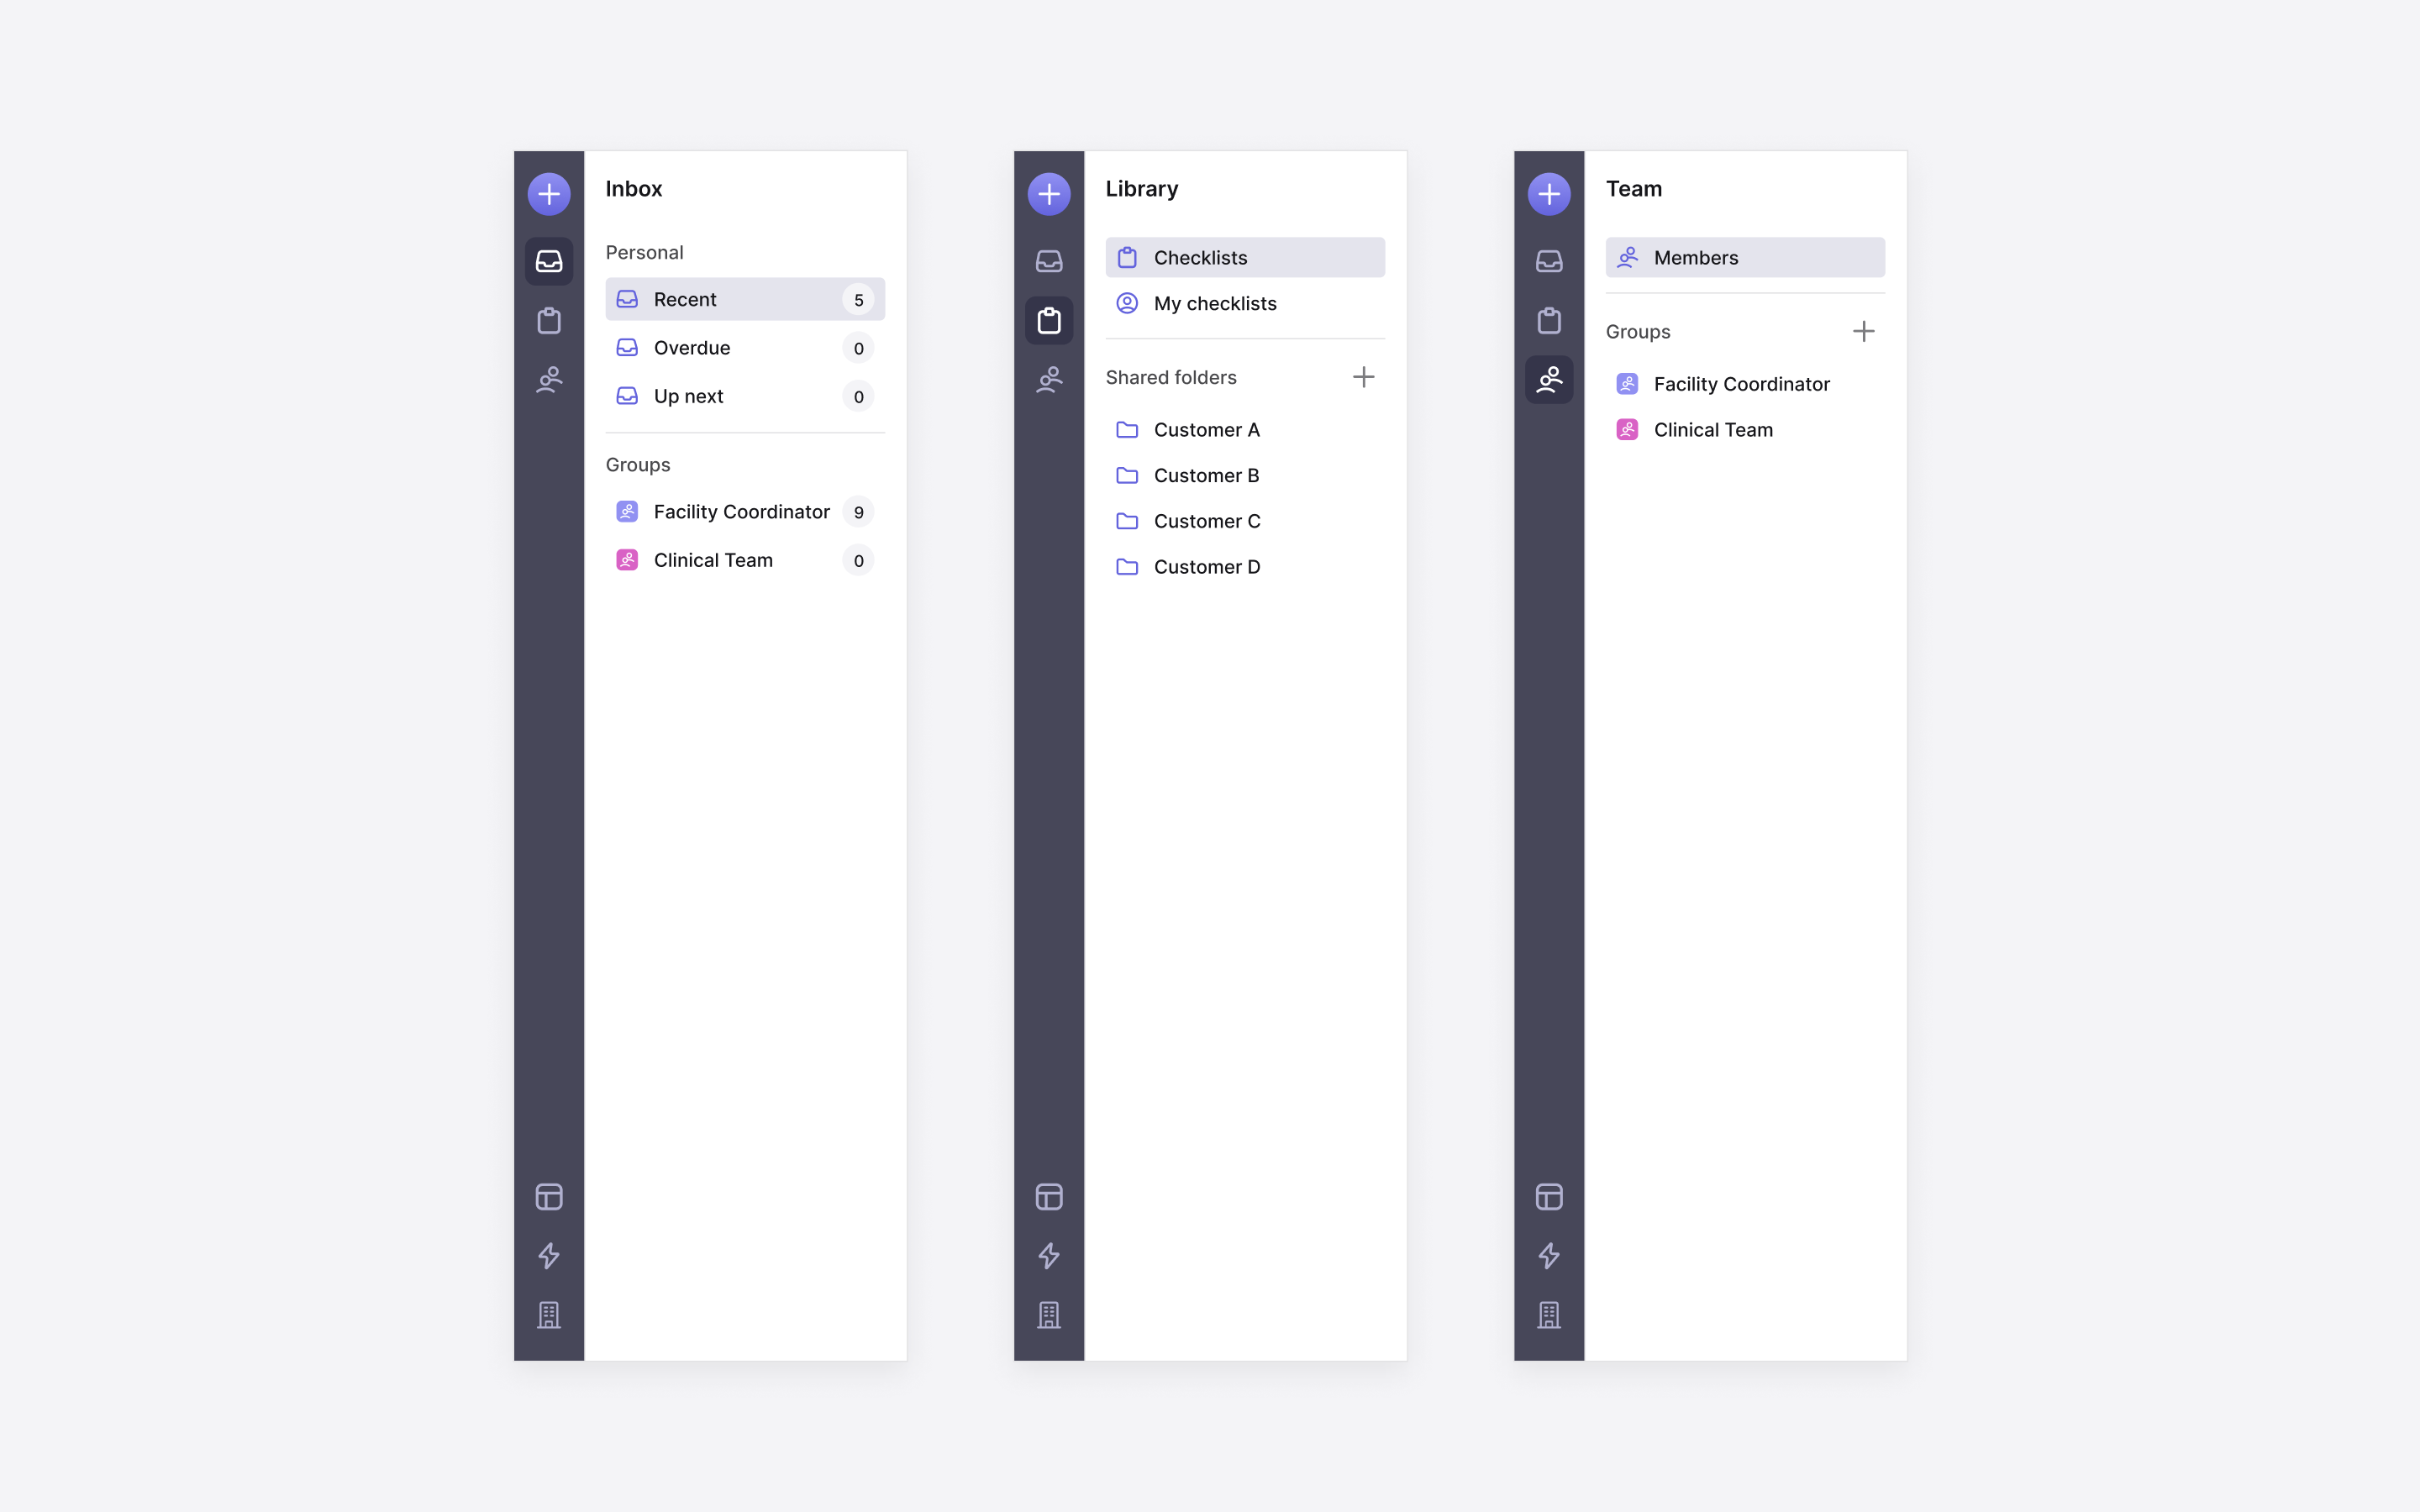 Inbox
Personal
Recent 5
Overdue 0
Up next 0
Groups
Facility Coordinator 9
Clinical Team 0
Library
Checklists
My checklists
Shared folders
Customer A
Customer B
Customer C
Customer D
Team
Members
Groups
Facility Coordinator
Clinical Team